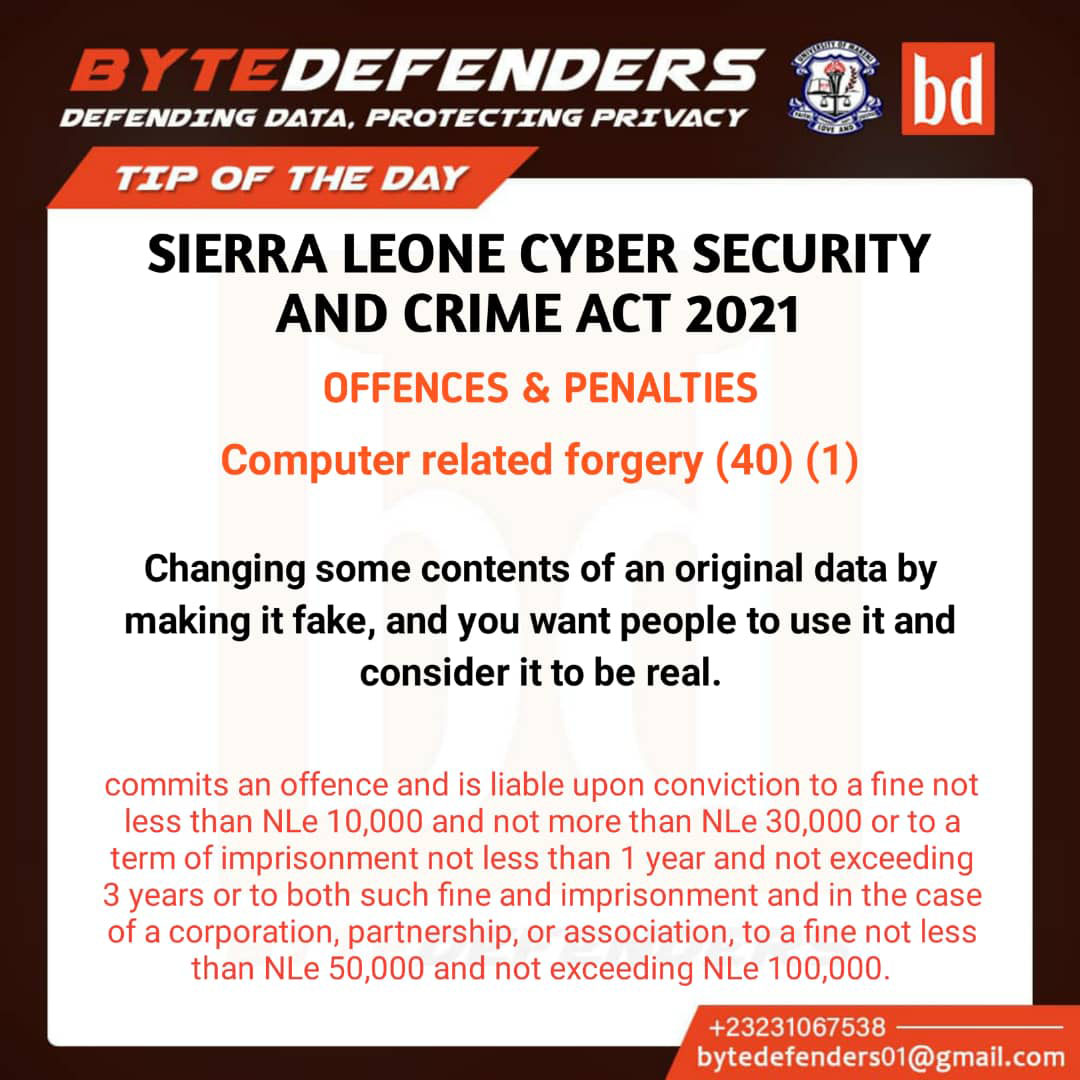 BYTEDEFENDERS
DEFENDING DATA, PROTECTING PRIVACY
UNIVERSITY OF MAKENI
LOVE AND
bd
TIP OF THE DAY
SIERRA LEONE CYBER SECURITY
AND CRIME ACT 2021
OFFENCES & PENALTIES
Computer related forgery (40) (1)
Changing some contents of an original data by
making it fake, and you want people to use it and
consider it to be real.
commits an offence and is liable upon conviction to a fine not
less than NLe 10,000 and not more than NLe 30,000 or to a
term of imprisonment not less than 1 year and not exceeding
3 years or to both such fine and imprisonment and in the case
of a corporation, partnership, or association, to a fine not less
than NLe 50,000 and not exceeding NLe 100,000.
+23231067538
bytedefenders01@gmail.com